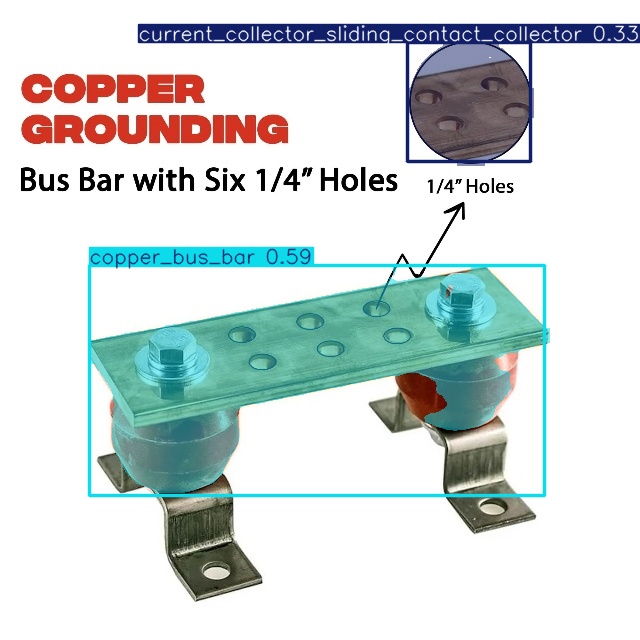 current_collector_sliding_contact_collector 0.33
COPPER
GROUNDING
Bus Bar with Six 1/4” Holes
1/4” Holes
copper_bus_bar 0.59